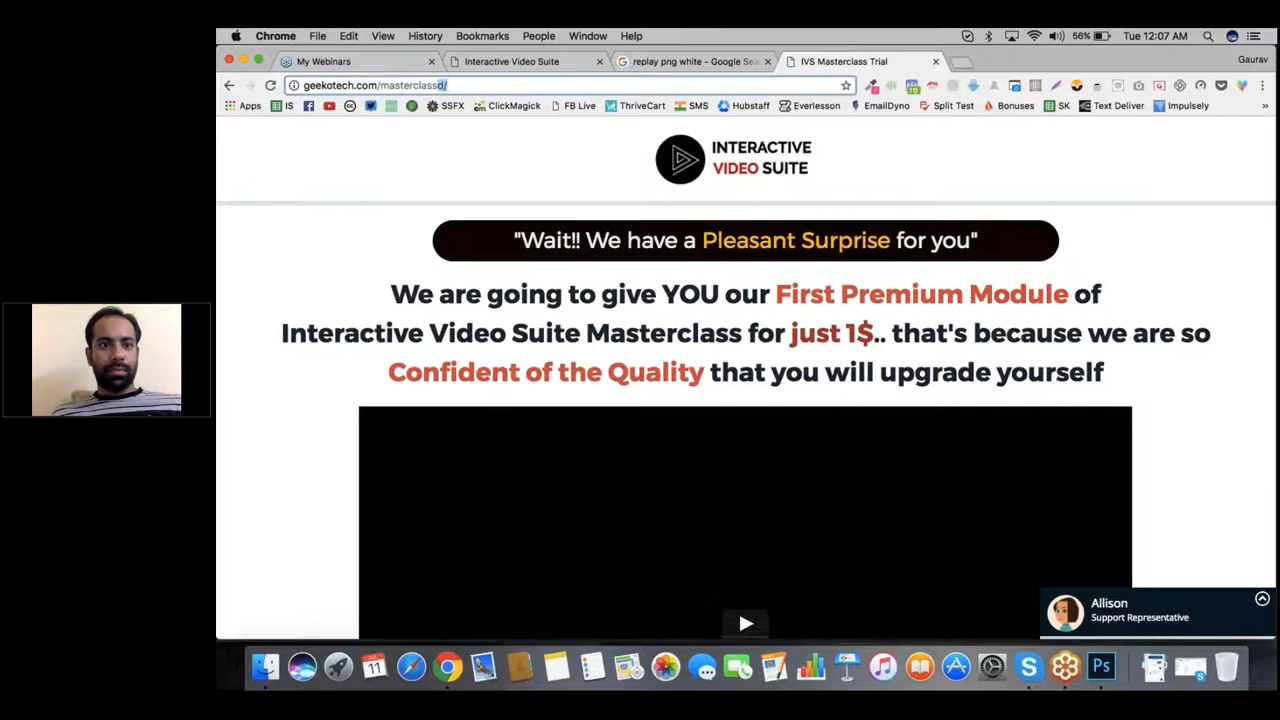 Chrome File Edit View History Bookmarks People Window Help 56% Tue 12:07 AM
My Webinars Interactive Video Suite replay png white - Google Sea IVS Masterclass Trial Gaurav
geekotech.com/masterclassd/
Apps IS SSFX ClickMagick FB Live ThriveCart SMS Hubstaff Everlesson EmailDyno Split Test Bonuses SK Text Deliver Impulsely »
INTERACTIVE
VIDEO SUITE
"Wait!! We have a Pleasant Surprise for you"
We are going to give YOU our First Premium Module of
Interactive Video Suite Masterclass for just 1$.. that's because we are so
Confident of the Quality that you will upgrade yourself
Allison
Support Representative
11
Ps